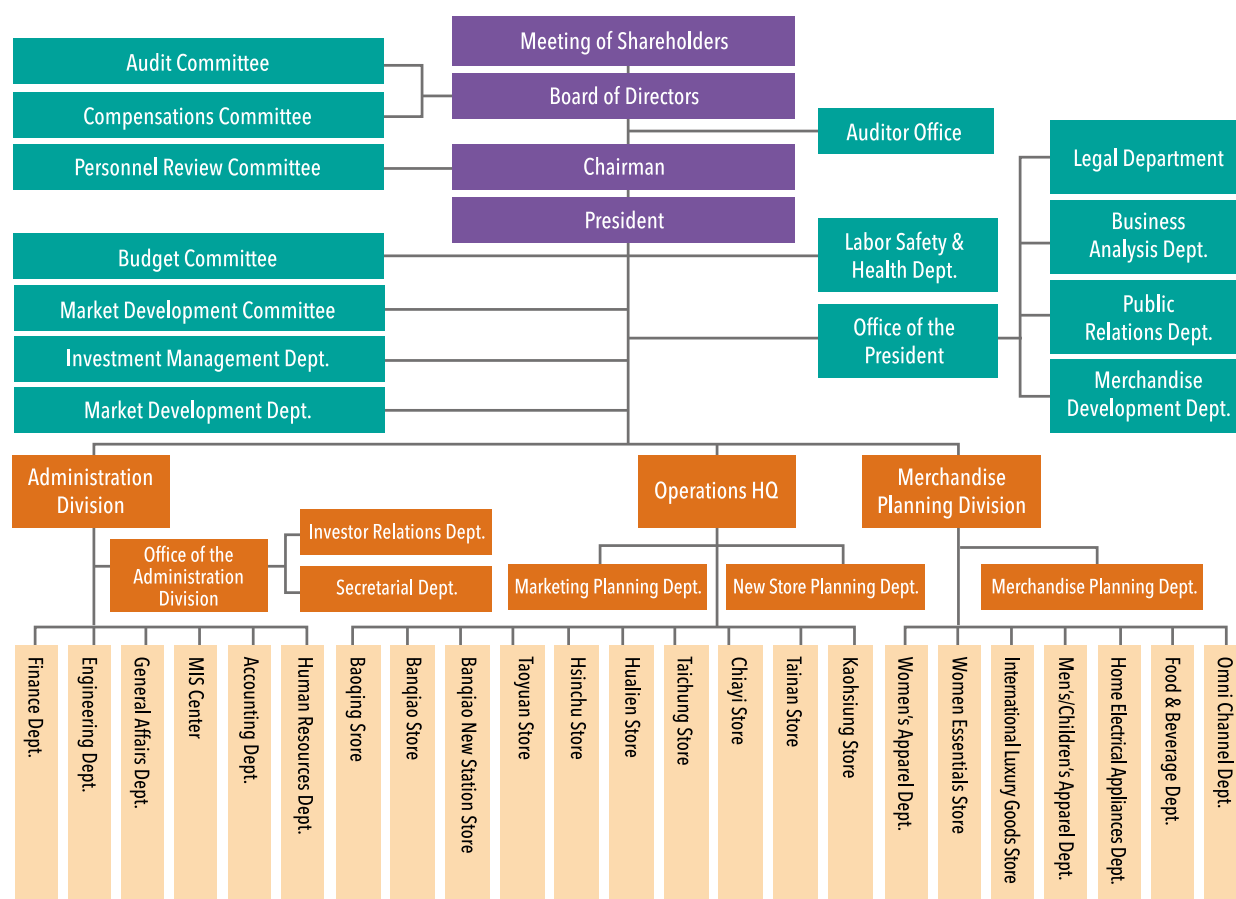 Meeting of Shareholders
Audit Committee
Board of Directors
Compensations Committee
Auditor Office
Personnel Review Committee
Chairman
Legal Department
President
Business
Analysis Dept.
Budget Committee
Labor Safety &
Health Dept.
Market Development Committee
Public
Relations Dept.
Office of the
President
Investment Management Dept.
Merchandise
Development Dept.
Market Development Dept.
Administration
Division
Operations HQ
Merchandise
Planning Division
Investor Relations Dept.
Office of the
Administration
Division
Secretarial Dept.
Marketing Planning Dept.
New Store Planning Dept.
Merchandise Planning Dept.
Finance Dept.
Engineering Dept.
General Affairs Dept.
MIS Center
Accounting Dept.
Human Resources Dept.
Baoqing Srore
Banqiao Store
Banqiao New Station Store
Taoyuan Store
Hsinchu Store
Hualien Store
Taichung Store
Chiayi Store
Tainan Store
Kaohsiung Store
Women's Apparel Dept.
Women Essentials Store
International Luxury Goods Store
Men's/Children's Apparel Dept.
Home Electrical Appliances Dept.
Food & Beverage Dept.
Omni Channel Dept.